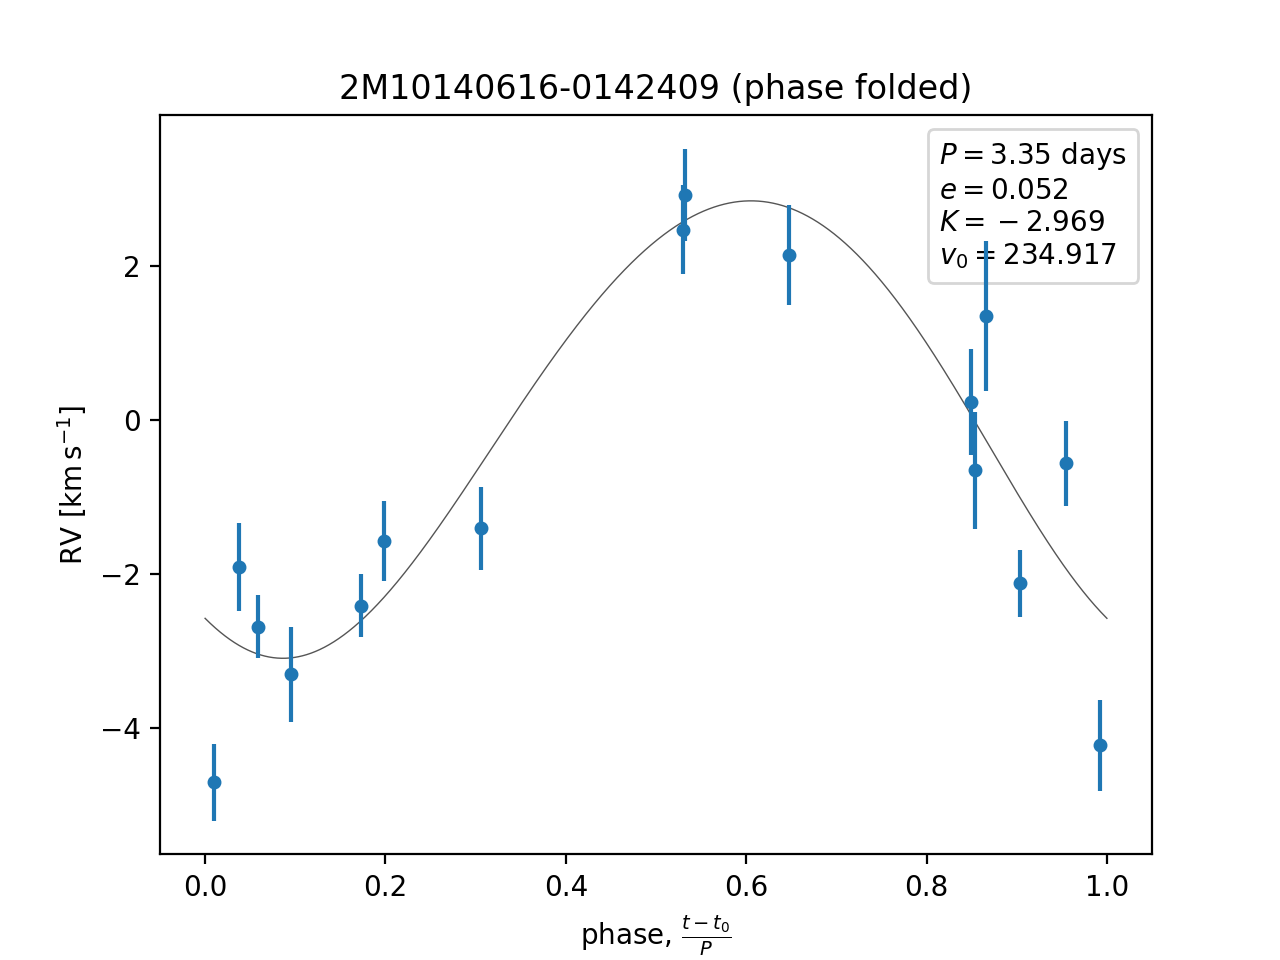 2M10140616-0142409 (phase folded)
P = 3.35 days
e = 0.052
K = −2.969
v₀ = 234.917
RV [km s⁻¹]
2
0
−2
−4
0.0 0.2 0.4 0.6 0.8 1.0
phase, (t − t₀)/P